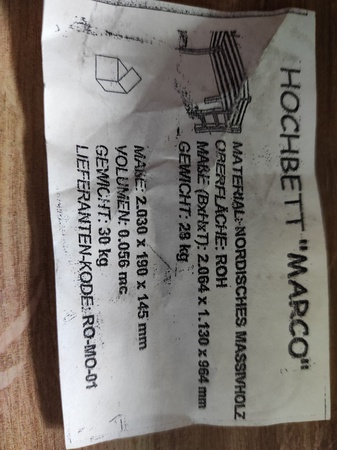 HOCHBETT "MARCO"
MATERIAL: NORDISCHES MASSIVHOLZ
OBERFLÄCHE: ROH
MAßE (BxHxT): 2.064 x 1.130 x 964 mm
GEWICHT: 29 kg
MAßE: 2.030 x 190 x 145 mm
VOLUMEN: 0.056 mc.
GEWICHT: 30 kg
LIEFERANTEN-KODE: RO-MO-01